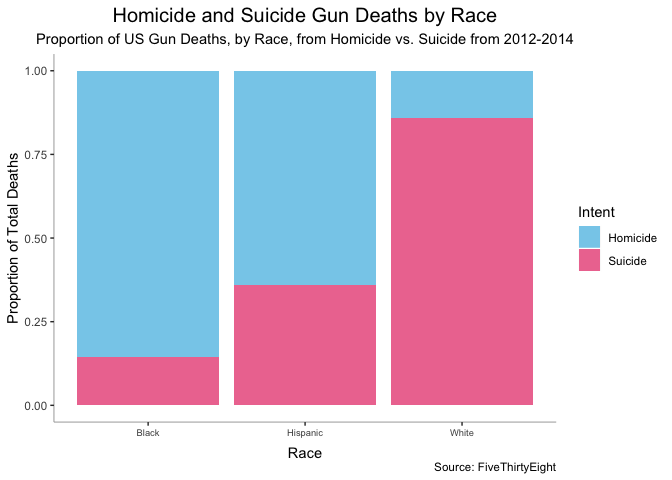 Homicide and Suicide Gun Deaths by Race
Proportion of US Gun Deaths, by Race, from Homicide vs. Suicide from 2012-2014
Proportion of Total Deaths
1.00
0.75
0.50
0.25
0.00
Black
Hispanic
White
Race
Intent
Homicide
Suicide
Source: FiveThirtyEight